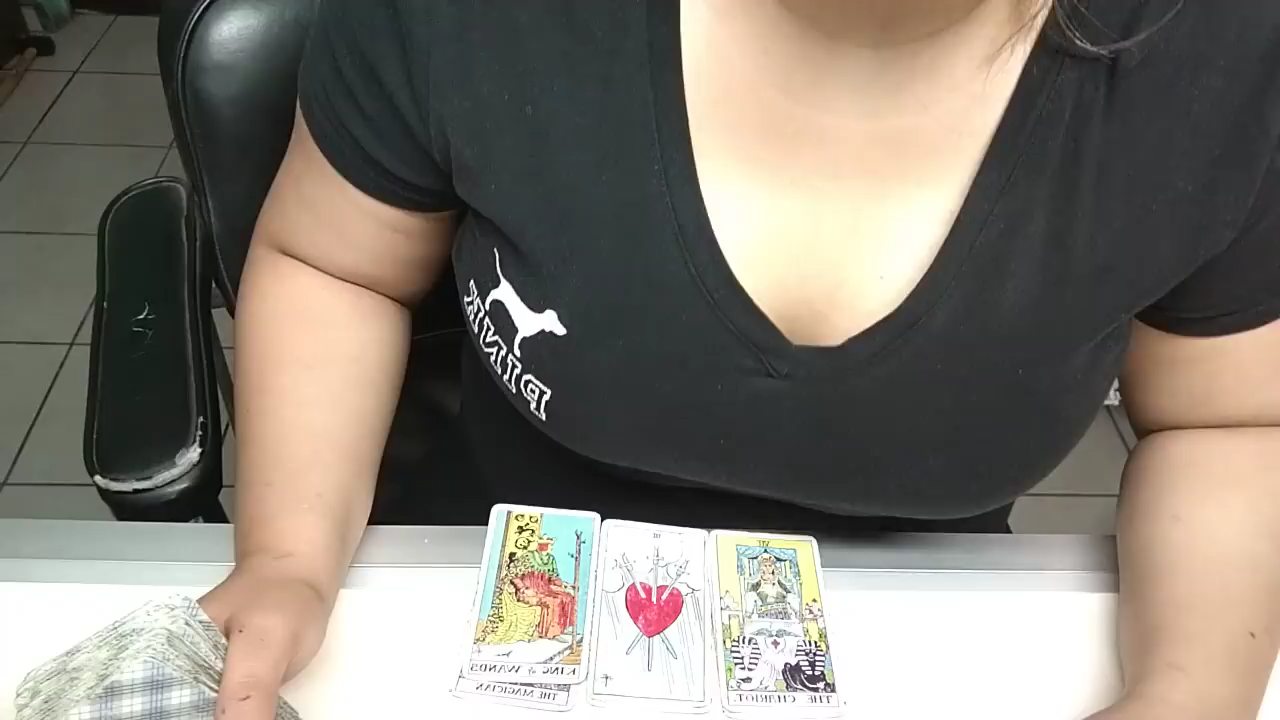 PINK
III
VII
KING of WANDS
THE MAGICIAN
THE CHARIOT.